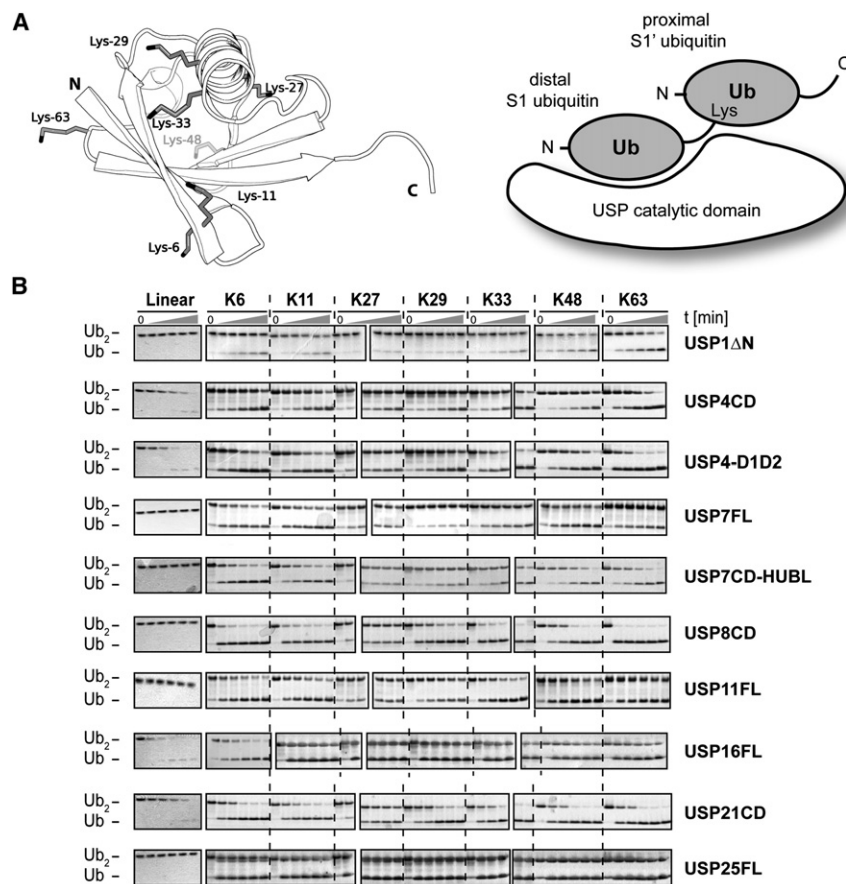 A
Lys-29
N
Lys-27
Lys-63
Lys-33
Lys-48
Lys-11
Lys-6
C
proximal
S1' ubiquitin
distal
S1 ubiquitin
N
Ub
C
Lys
N
Ub
USP catalytic domain
B
Linear K6 K11 K27 K29 K33 K48 K63
0 0 0 0 0 0 0 0 t [min]
Ub2 –
Ub – USP1ΔN
Ub2 –
Ub – USP4CD
Ub2 –
Ub – USP4-D1D2
Ub2 –
Ub – USP7FL
Ub2 –
Ub – USP7CD-HUBL
Ub2 –
Ub – USP8CD
Ub2 –
Ub – USP11FL
Ub2 –
Ub – USP16FL
Ub2 –
Ub – USP21CD
Ub2 –
Ub – USP25FL